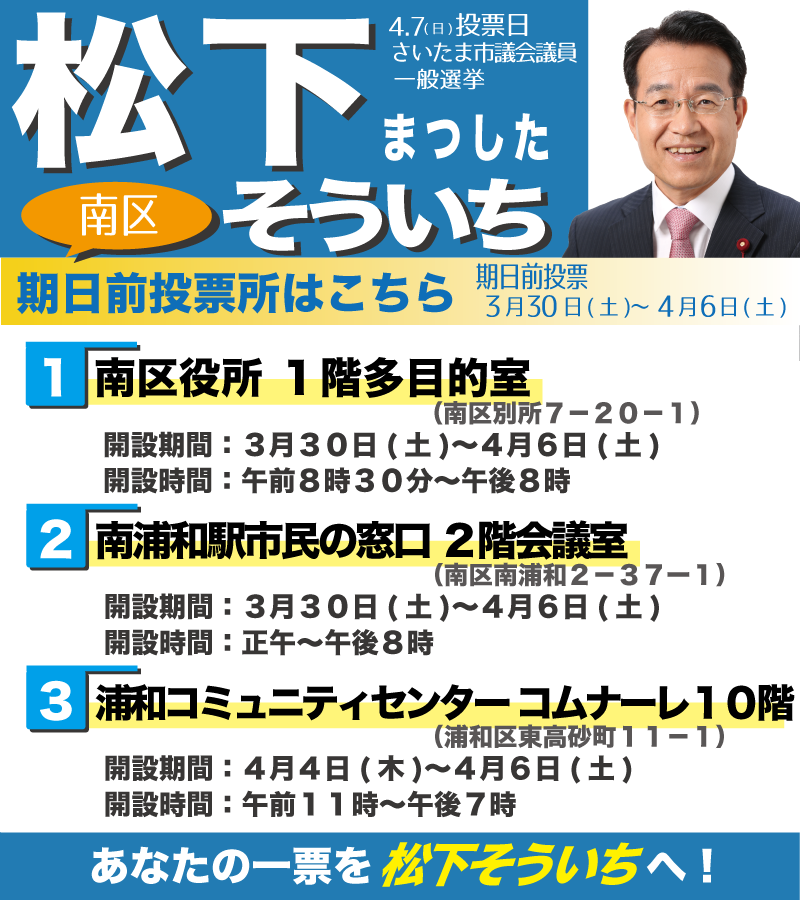 松下
4.7(日)投票日
さいたま市議会議員
一般選挙
まつした
南区
そういち
期日前投票所はこちら
期日前投票
3月30日(土)～4月6日(土)
1 南区役所 １階多目的室
（南区別所７－２０－１）
開設期間：３月３０日(土)～４月６日(土)
開設時間：午前８時３０分～午後８時
2 南浦和駅市民の窓口 ２階会議室
（南区南浦和２－３７－１）
開設期間：３月３０日(土)～４月６日(土)
開設時間：正午～午後８時
3 浦和コミュニティセンター コムナーレ１０階
（浦和区東高砂町１１－１）
開設期間：４月４日(木)～４月６日(土)
開設時間：午前１１時～午後７時
あなたの一票を 松下そういち へ！